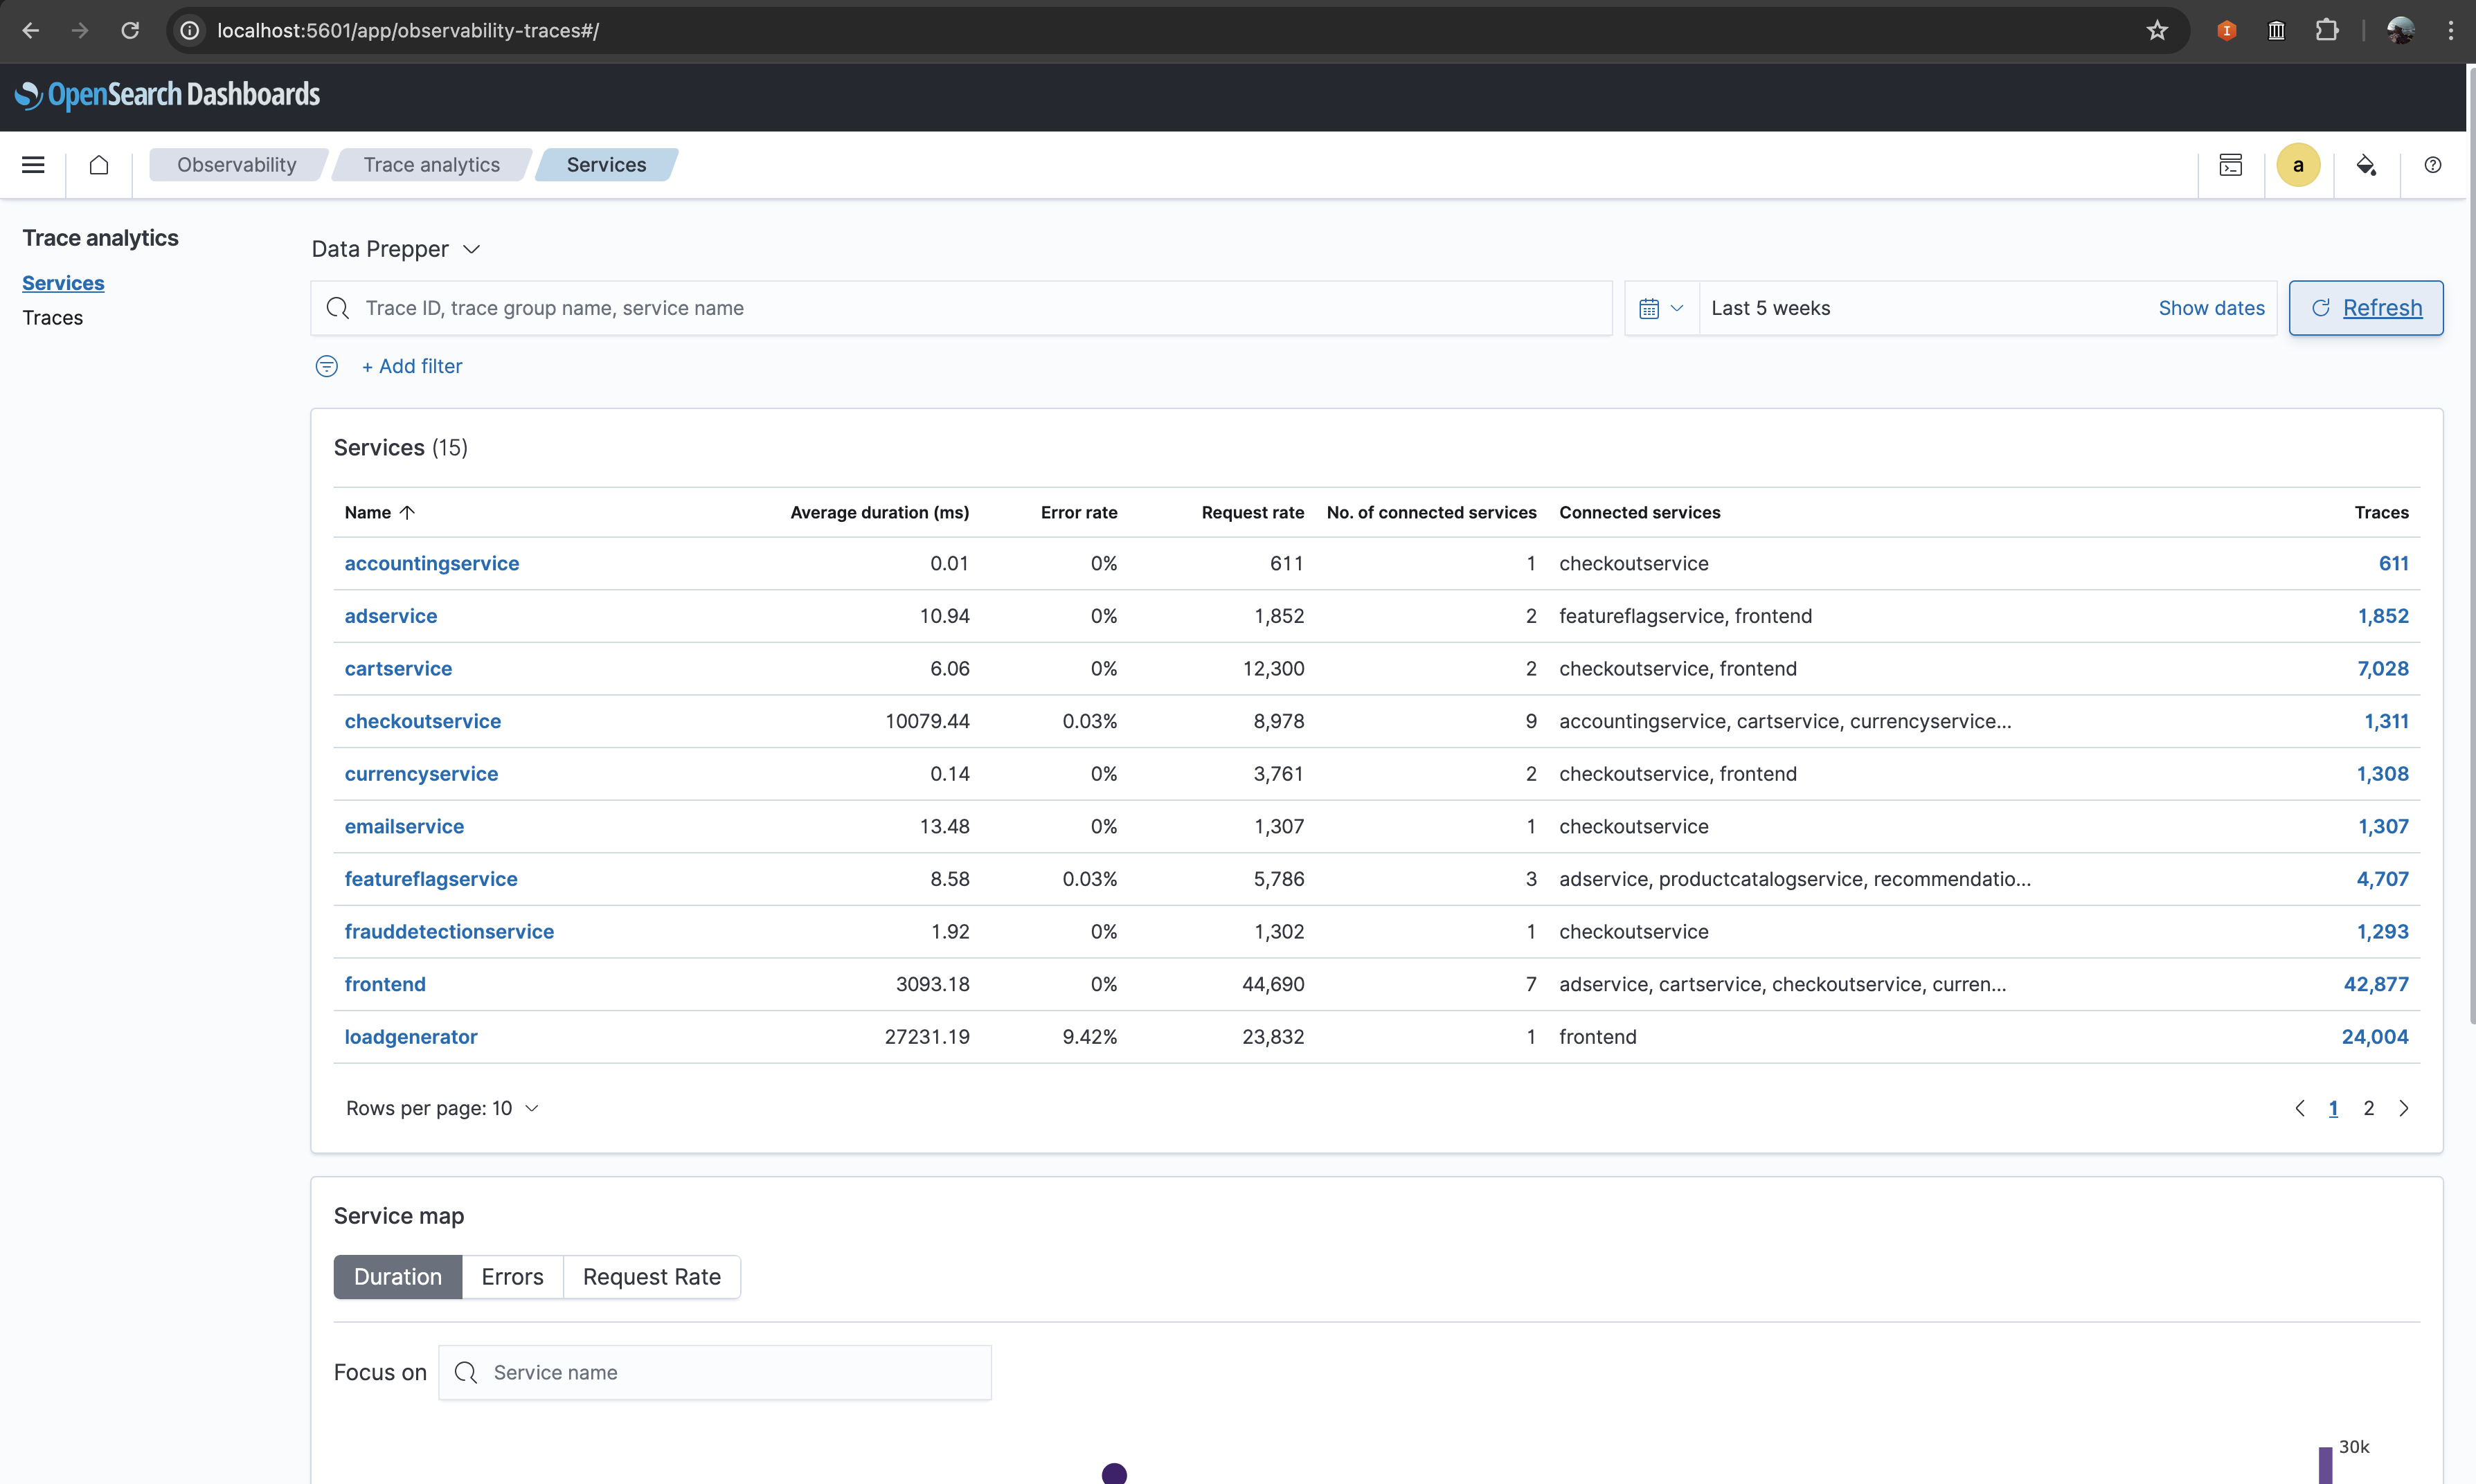 localhost:5601/app/observability-traces#/
OpenSearch Dashboards
Observability Trace analytics Services
a
Trace analytics
Services
Traces
Data Prepper
Trace ID, trace group name, service name
Last 5 weeks Show dates Refresh
+ Add filter
Services (15)
Name Average duration (ms) Error rate Request rate No. of connected services Connected services Traces
accountingservice 0.01 0% 611 1 checkoutservice 611
adservice 10.94 0% 1,852 2 featureflagservice, frontend 1,852
cartservice 6.06 0% 12,300 2 checkoutservice, frontend 7,028
checkoutservice 10079.44 0.03% 8,978 9 accountingservice, cartservice, currencyservice... 1,311
currencyservice 0.14 0% 3,761 2 checkoutservice, frontend 1,308
emailservice 13.48 0% 1,307 1 checkoutservice 1,307
featureflagservice 8.58 0.03% 5,786 3 adservice, productcatalogservice, recommendatio... 4,707
frauddetectionservice 1.92 0% 1,302 1 checkoutservice 1,293
frontend 3093.18 0% 44,690 7 adservice, cartservice, checkoutservice, curren... 42,877
loadgenerator 27231.19 9.42% 23,832 1 frontend 24,004
Rows per page: 10 1 2
Service map
Duration Errors Request Rate
Focus on Service name
30k